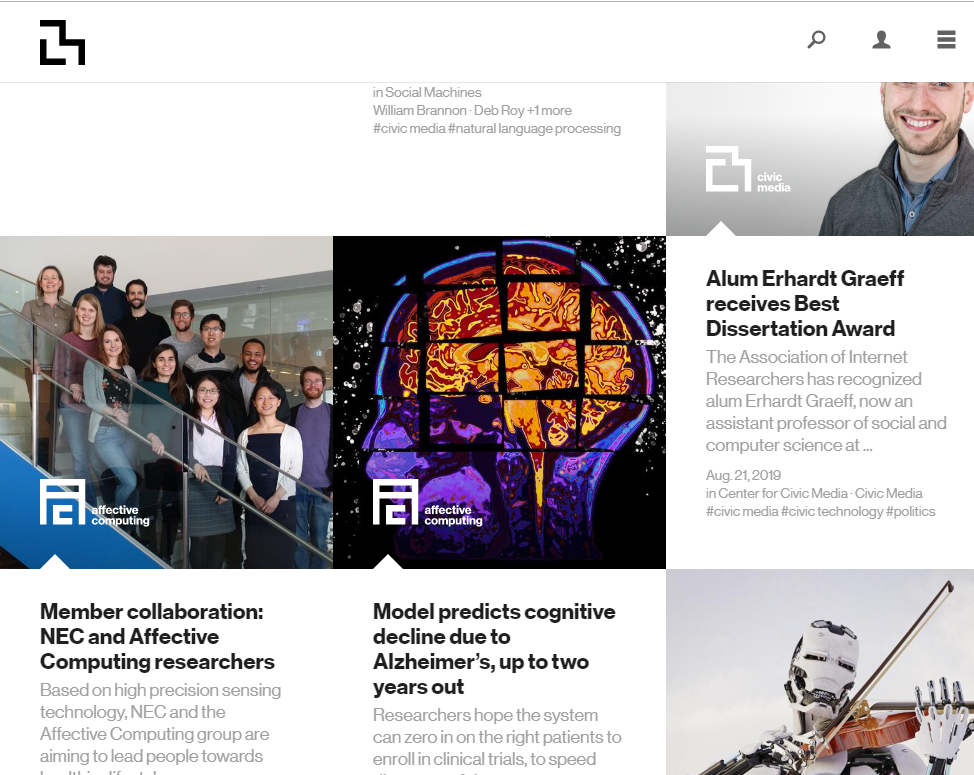 in Social Machines
William Brannon · Deb Roy +1 more
#civic media #natural language processing
civic
media
Alum Erhardt Graeff
receives Best
Dissertation Award
The Association of Internet
Researchers has recognized
alum Erhardt Graeff, now an
assistant professor of social and
computer science at ...
Aug. 21, 2019
in Center for Civic Media · Civic Media
#civic media #civic technology #politics
affective
computing
Member collaboration:
NEC and Affective
Computing researchers
Based on high precision sensing
technology, NEC and the
Affective Computing group are
aiming to lead people towards
affective
computing
Model predicts cognitive
decline due to
Alzheimer's, up to two
years out
Researchers hope the system
can zero in on the right patients to
enroll in clinical trials, to speed